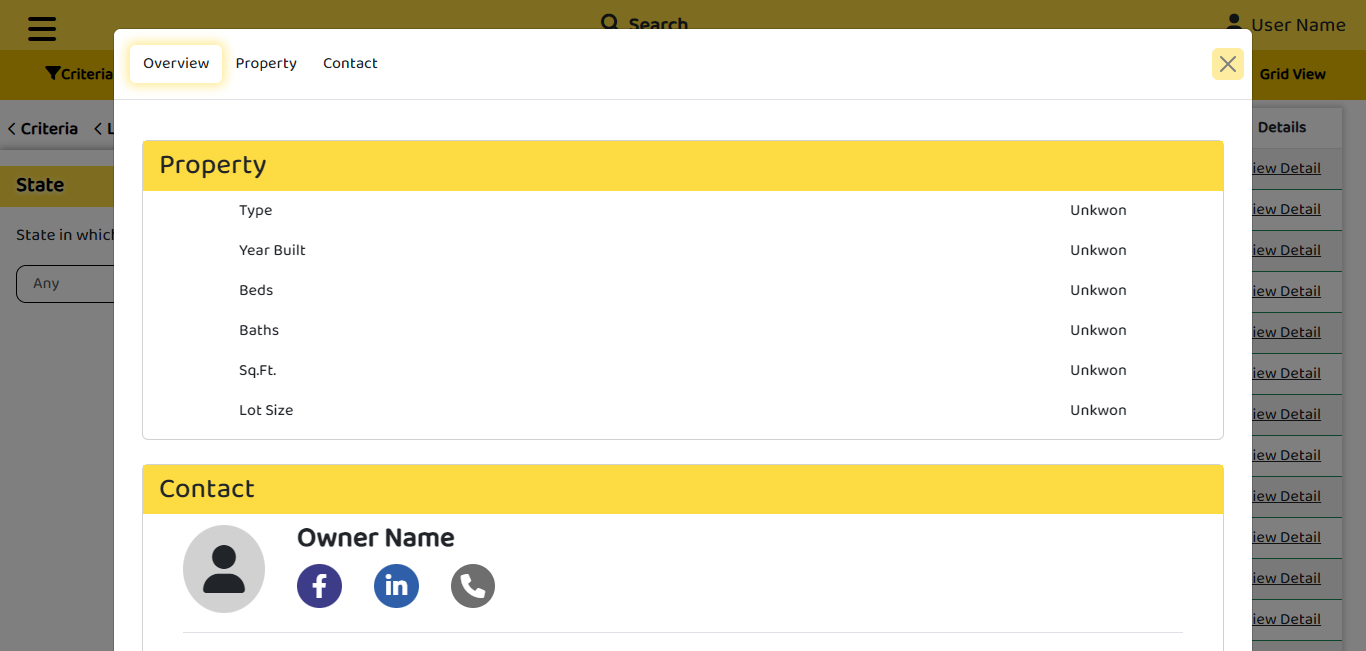 Search
User Name
Criteria
Grid View
Overview Property Contact
Criteria
Details
State
State in which
Any
Property
Type Unkwon
Year Built Unkwon
Beds Unkwon
Baths Unkwon
Sq.Ft. Unkwon
Lot Size Unkwon
Contact
Owner Name
iew Detail
iew Detail
iew Detail
iew Detail
iew Detail
iew Detail
iew Detail
iew Detail
iew Detail
iew Detail
iew Detail
iew Detail